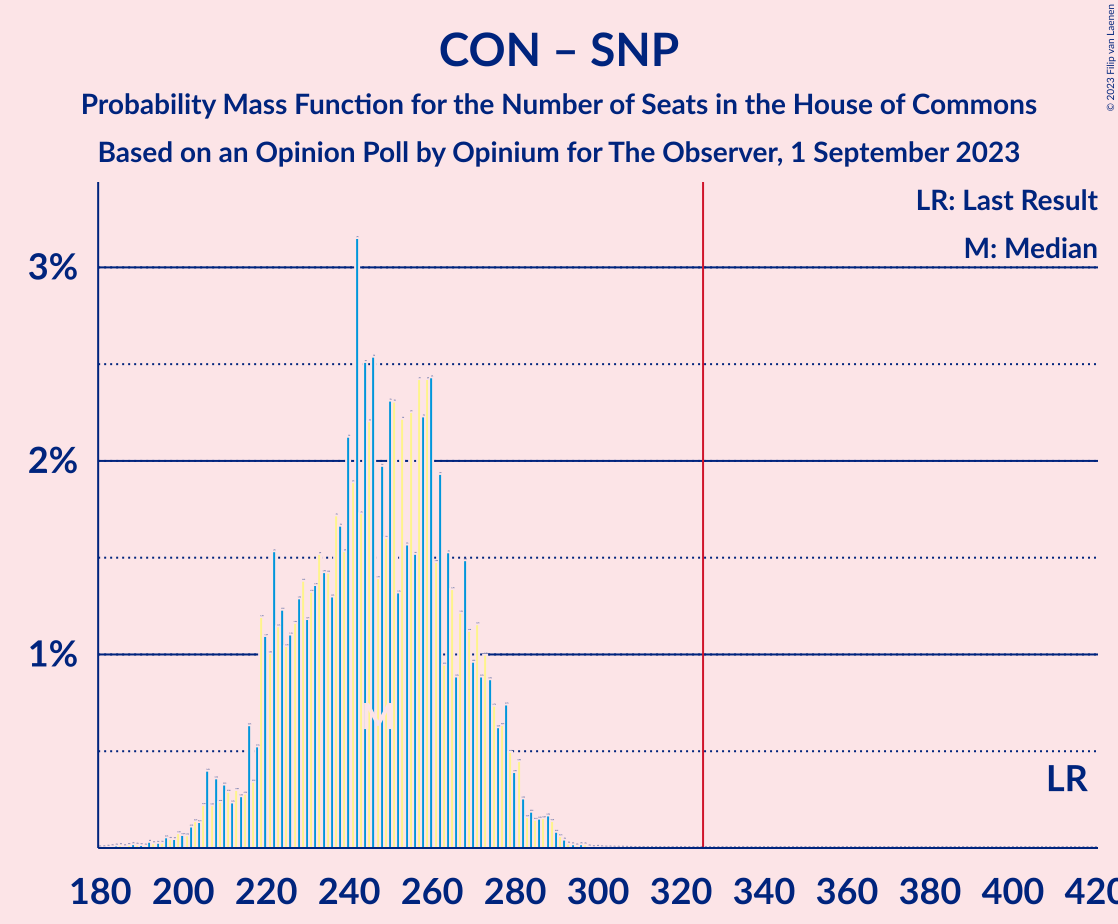 CON – SNP
Probability Mass Function for the Number of Seats in the House of Commons
Based on an Opinion Poll by Opinium for The Observer, 1 September 2023
© 2023 Filip van Laenen
LR: Last Result
M: Median
3%
2%
1%
M
LR
180 200 220 240 260 280 300 320 340 360 380 400 420